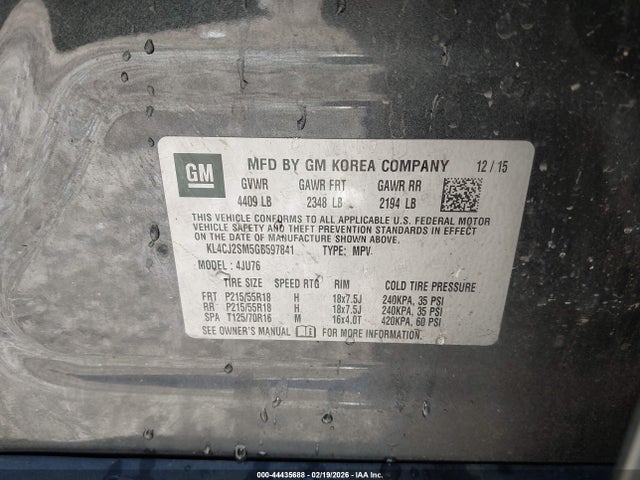 GM
MFD BY GM KOREA COMPANY 12/15
GVWR GAWR FRT GAWR RR
4409 LB 2348 LB 2194 LB
THIS VEHICLE CONFORMS TO ALL APPLICABLE U.S. FEDERAL MOTOR
VEHICLE SAFETY AND THEFT PREVENTION STANDARDS
IN EFFECT ON THE DATE OF MANUFACTURE SHOWN ABOVE.
KL4CJ2SM5GB597841 TYPE: MPV
MODEL : 4JU76
TIRE SIZE SPEED RTG RIM COLD TIRE PRESSURE
FRT P215/55R18 H 18x7.5J 240KPA, 35 PSI
RR P215/55R18 H 18x7.5J 240KPA, 35 PSI
SPA T125/70R16 M 16x4.0T 420KPA, 60 PSI
SEE OWNER'S MANUAL FOR MORE INFORMATION.
000-44435688 - 02/19/2026 - IAA Inc.